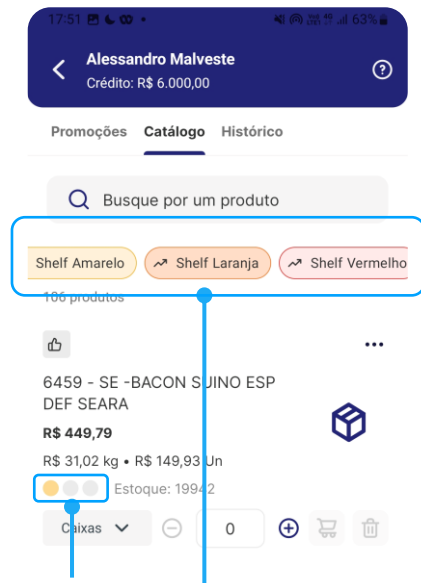 17:51 63%
Alessandro Malveste
Crédito: R$ 6.000,00
Promoções Catálogo Histórico
Busque por um produto
Shelf Amarelo Shelf Laranja Shelf Vermelho
106 produtos
6459 - SE -BACON SUINO ESP
DEF SEARA
R$ 449,79
R$ 31,02 kg • R$ 149,93 Un
Estoque: 19942
Caixas 0